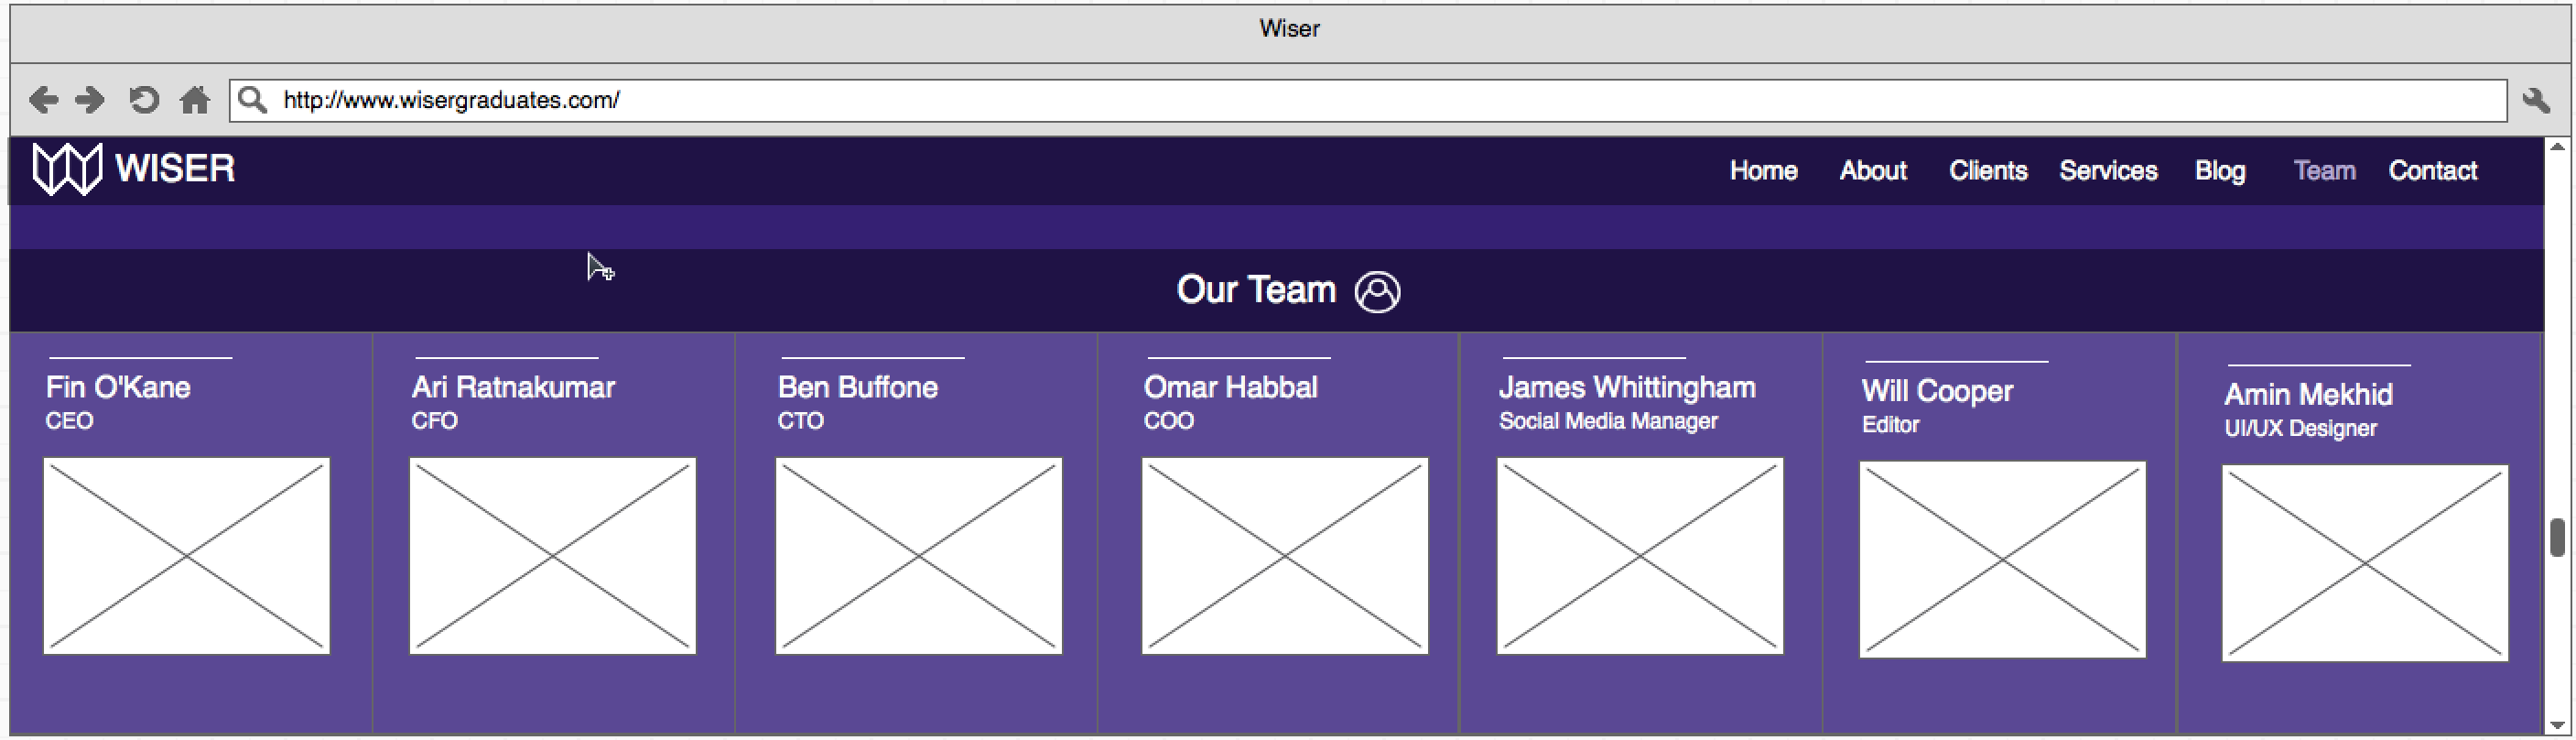 Wiser
http://www.wisergraduates.com/
WISER
Home About Clients Services Blog Team Contact
Our Team
Fin O'Kane
CEO
Ari Ratnakumar
CFO
Ben Buffone
CTO
Omar Habbal
COO
James Whittingham
Social Media Manager
Will Cooper
Editor
Amin Mekhid
UI/UX Designer